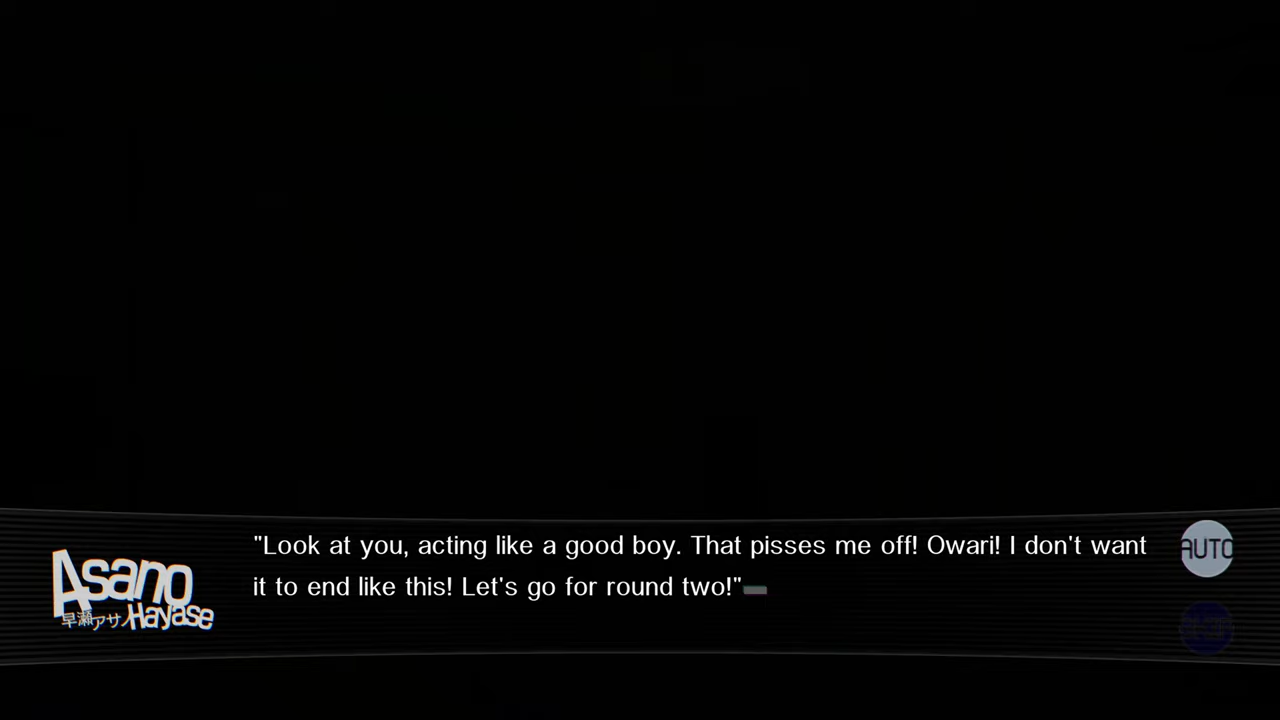 "Look at you, acting like a good boy. That pisses me off! Owari! I don't want
it to end like this! Let's go for round two!"
Asano
早瀬アサノ Hayase
AUTO